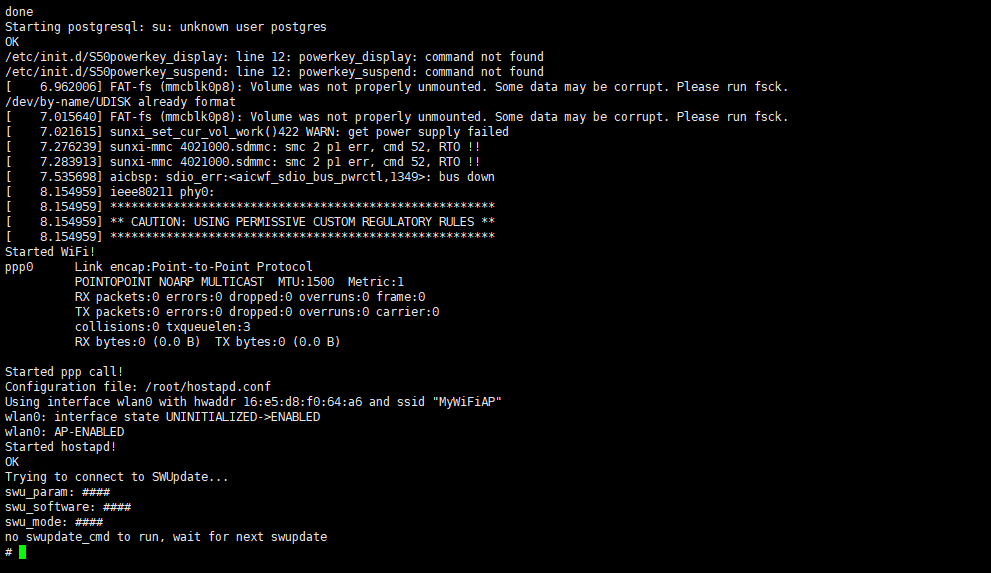 done
Starting postgresql: su: unknown user postgres
OK
/etc/init.d/S50powerkey_display: line 12: powerkey_display: command not found
/etc/init.d/S50powerkey_suspend: line 12: powerkey_suspend: command not found
[    6.962006] FAT-fs (mmcblk0p8): Volume was not properly unmounted. Some data may be corrupt. Please run fsck.
/dev/by-name/UDISK already format
[    7.015640] FAT-fs (mmcblk0p8): Volume was not properly unmounted. Some data may be corrupt. Please run fsck.
[    7.021615] sunxi_set_cur_vol_work()422 WARN: get power supply failed
[    7.276239] sunxi-mmc 4021000.sdmmc: smc 2 p1 err, cmd 52, RTO !!
[    7.283913] sunxi-mmc 4021000.sdmmc: smc 2 p1 err, cmd 52, RTO !!
[    7.535698] aicbsp: sdio_err:<aicwf_sdio_bus_pwrctl,1349>: bus down
[    8.154959] ieee80211 phy0:
[    8.154959] *******************************************************
[    8.154959] ** CAUTION: USING PERMISSIVE CUSTOM REGULATORY RULES **
[    8.154959] *******************************************************
Started WiFi!
ppp0      Link encap:Point-to-Point Protocol
          POINTOPOINT NOARP MULTICAST  MTU:1500  Metric:1
          RX packets:0 errors:0 dropped:0 overruns:0 frame:0
          TX packets:0 errors:0 dropped:0 overruns:0 carrier:0
          collisions:0 txqueuelen:3
          RX bytes:0 (0.0 B)  TX bytes:0 (0.0 B)

Started ppp call!
Configuration file: /root/hostapd.conf
Using interface wlan0 with hwaddr 16:e5:d8:f0:64:a6 and ssid "MyWiFiAP"
wlan0: interface state UNINITIALIZED->ENABLED
wlan0: AP-ENABLED
Started hostapd!
OK
Trying to connect to SWUpdate...
swu_param: ####
swu_software: ####
swu_mode: ####
no swupdate_cmd to run, wait for next swupdate
#